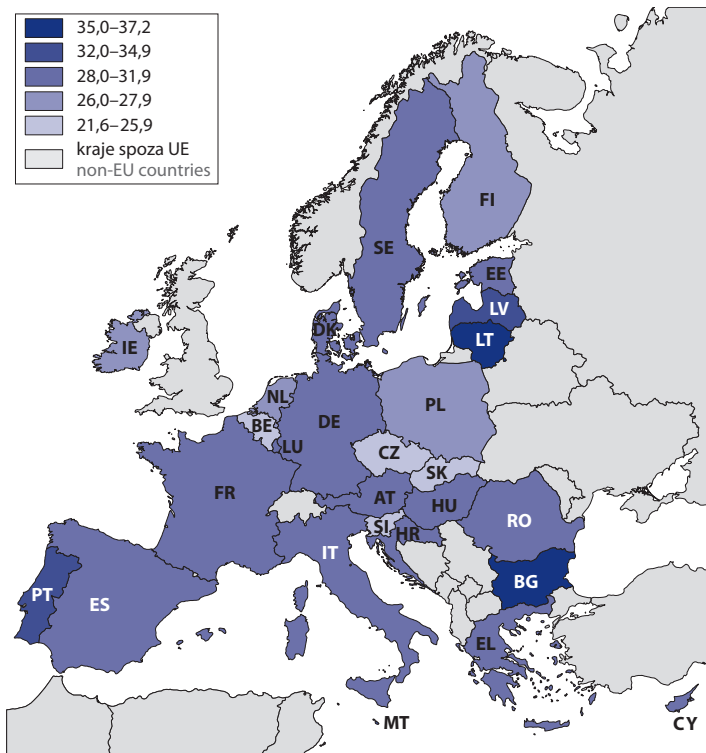 35,0–37,2
32,0–34,9
28,0–31,9
26,0–27,9
21,6–25,9
kraje spoza UE
non-EU countries
FI
SE
EE
LV
DK
LT
IE
NL
PL
DE
BE
LU
CZ
SK
FR
AT
HU
RO
SI
HR
IT
BG
PT
ES
EL
MT
CY